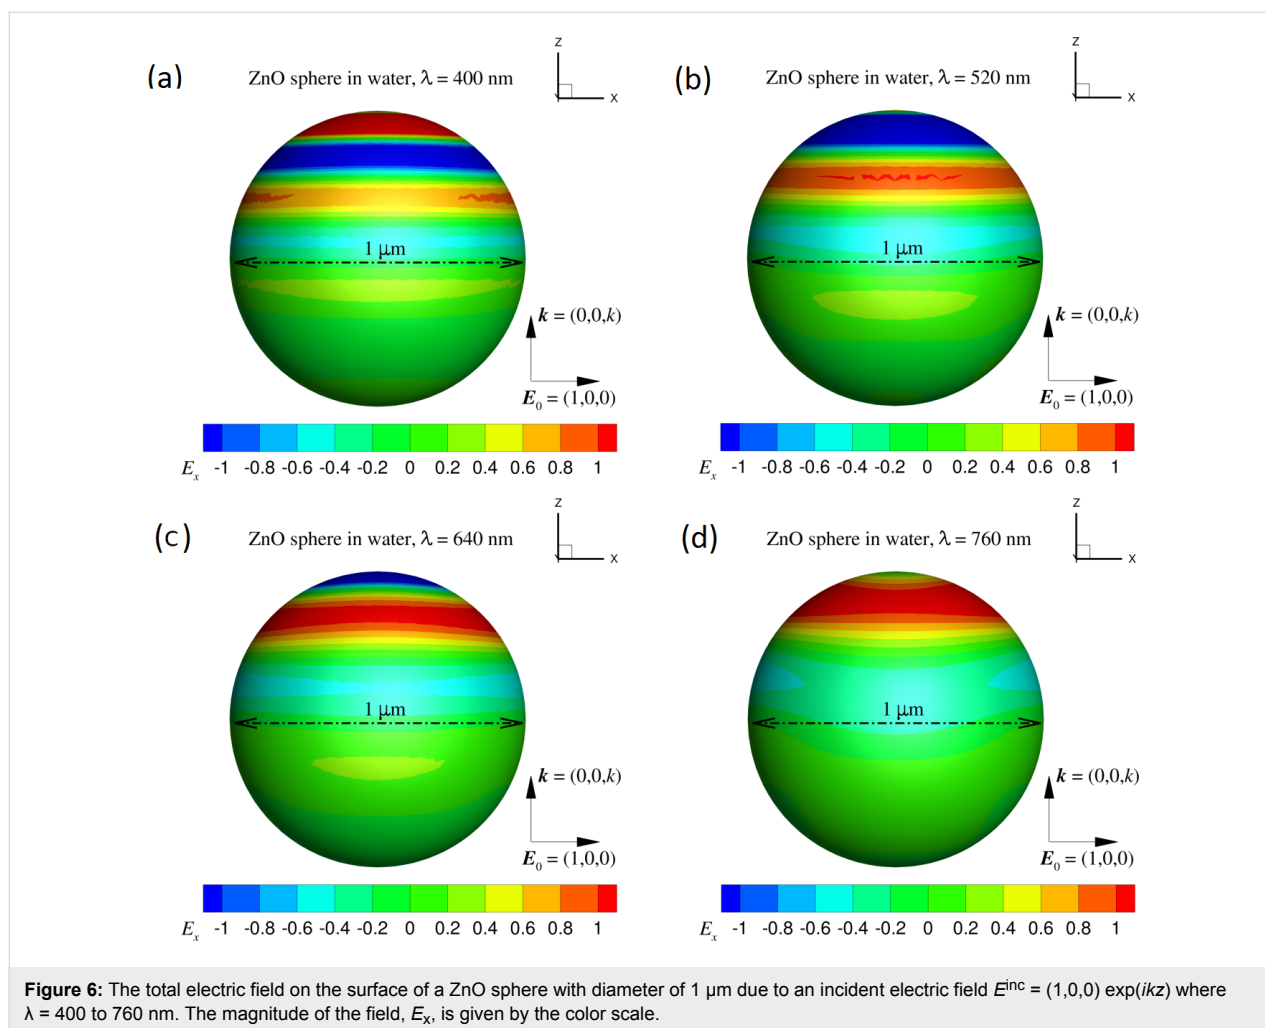 (a)
ZnO sphere in water, λ = 400 nm
Z
X
1 μm
k = (0,0,k)
E0 = (1,0,0)
Ex -1 -0.8 -0.6 -0.4 -0.2 0 0.2 0.4 0.6 0.8 1
(b)
ZnO sphere in water, λ = 520 nm
Z
X
1 μm
k = (0,0,k)
E0 = (1,0,0)
Ex -1 -0.8 -0.6 -0.4 -0.2 0 0.2 0.4 0.6 0.8 1
(c)
ZnO sphere in water, λ = 640 nm
Z
X
1 μm
k = (0,0,k)
E0 = (1,0,0)
Ex -1 -0.8 -0.6 -0.4 -0.2 0 0.2 0.4 0.6 0.8 1
(d)
ZnO sphere in water, λ = 760 nm
Z
X
1 μm
k = (0,0,k)
E0 = (1,0,0)
Ex -1 -0.8 -0.6 -0.4 -0.2 0 0.2 0.4 0.6 0.8 1
Figure 6: The total electric field on the surface of a ZnO sphere with diameter of 1 μm due to an incident electric field Einc = (1,0,0) exp(ikz) where
λ = 400 to 760 nm. The magnitude of the field, Ex, is given by the color scale.